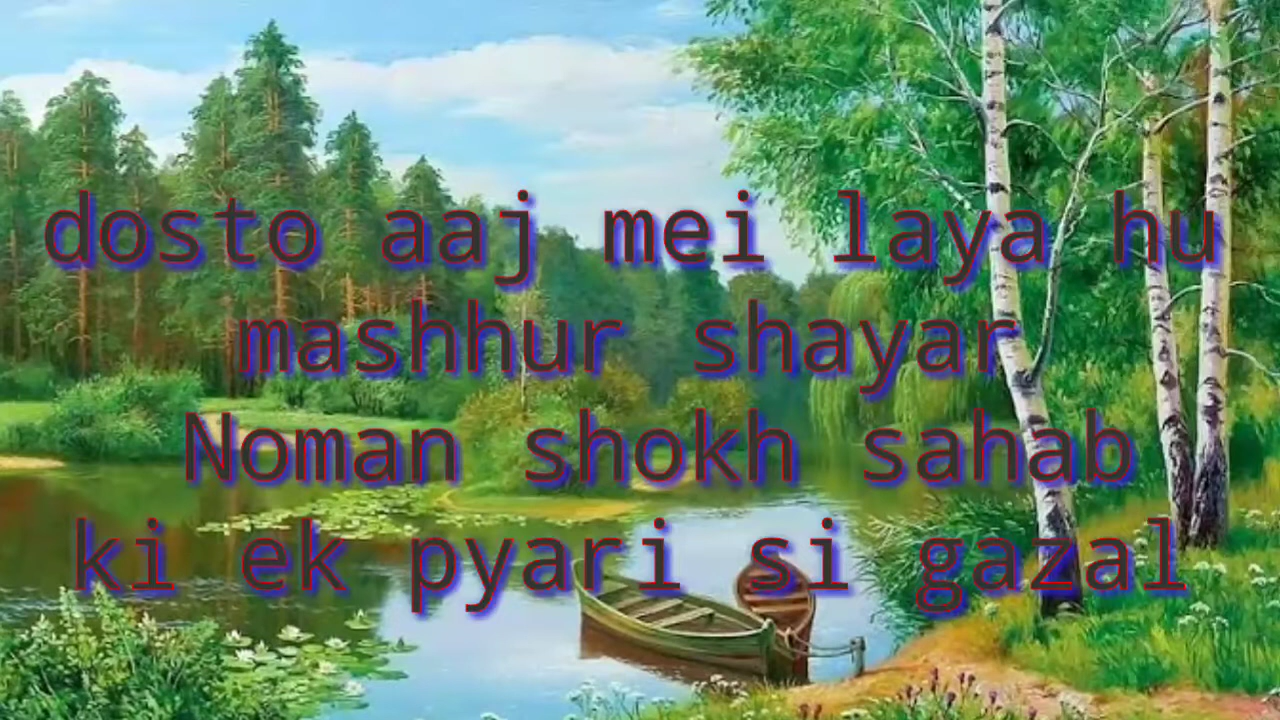 dosto aaj mei laya hu
mashhur shayar
Noman shokh sahab
ki ek pyari si gazal